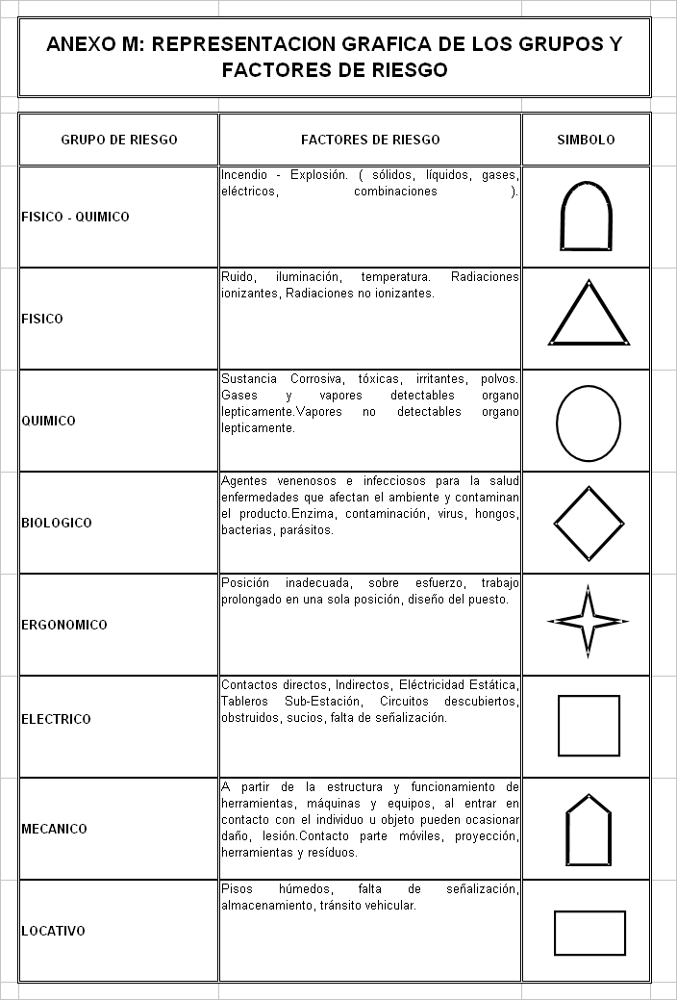 ANEXO M: REPRESENTACION GRAFICA DE LOS GRUPOS Y
FACTORES DE RIESGO
GRUPO DE RIESGO
FACTORES DE RIESGO
SIMBOLO
FISICO - QUIMICO
Incendio - Explosión. ( sólidos, líquidos, gases,
eléctricos, combinaciones ).
FISICO
Ruido, iluminación, temperatura. Radiaciones
ionizantes, Radiaciones no ionizantes.
QUIMICO
Sustancia Corrosiva, tóxicas, irritantes, polvos.
Gases y vapores detectables organo
lepticamente.Vapores no detectables organo
lepticamente.
BIOLOGICO
Agentes venenosos e infecciosos para la salud
enfermedades que afectan el ambiente y contaminan
el producto.Enzima, contaminación, virus, hongos,
bacterias, parásitos.
ERGONOMICO
Posición inadecuada, sobre esfuerzo, trabajo
prolongado en una sola posición, diseño del puesto.
ELECTRICO
Contactos directos, Indirectos, Eléctricidad Estática,
Tableros Sub-Estación, Circuitos descubiertos,
obstruidos, sucios, falta de señalización.
MECANICO
A partir de la estructura y funcionamiento de
herramientas, máquinas y equipos, al entrar en
contacto con el individuo u objeto pueden ocasionar
daño, lesión.Contacto parte móviles, proyección,
herramientas y resíduos.
LOCATIVO
Pisos húmedos, falta de señalización,
almacenamiento, tránsito vehicular.